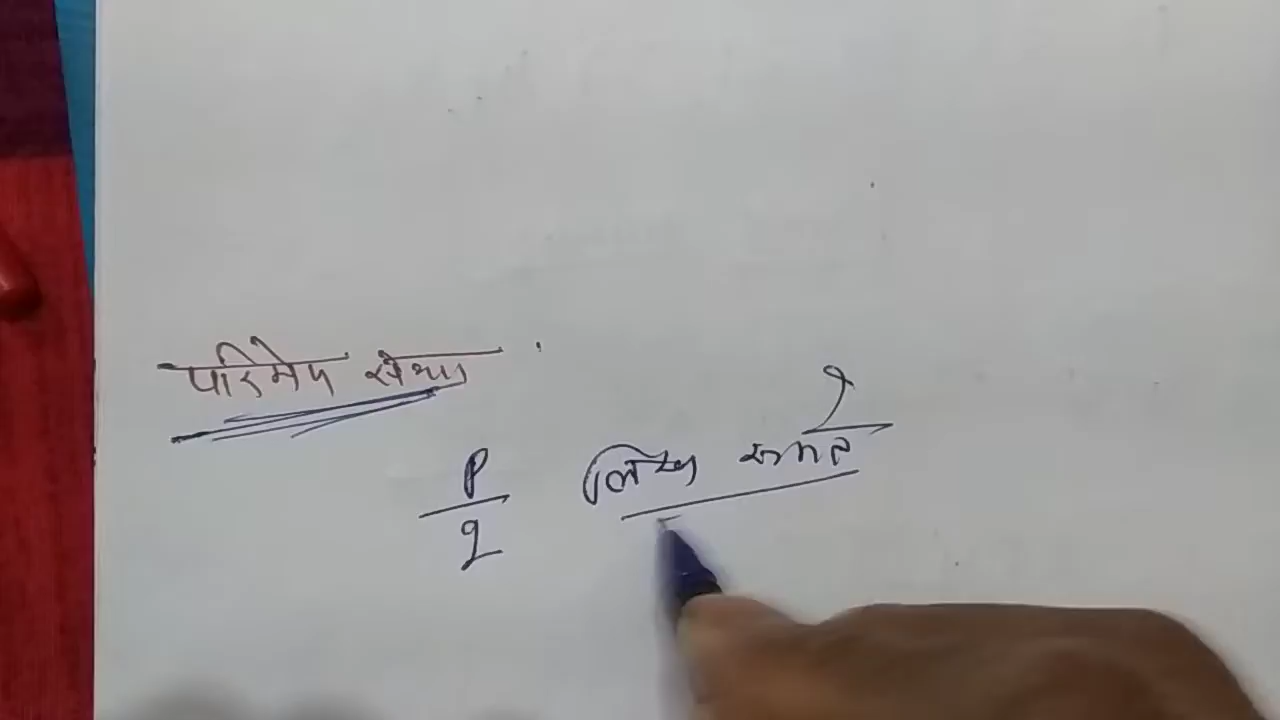 परिमेय संख्या
p/q लिखा जाता है